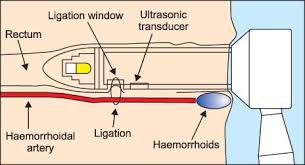 Ligation window
Ultrasonic
transducer
Rectum
Haemorrhoidal
artery
Ligation
Haemorrhoids